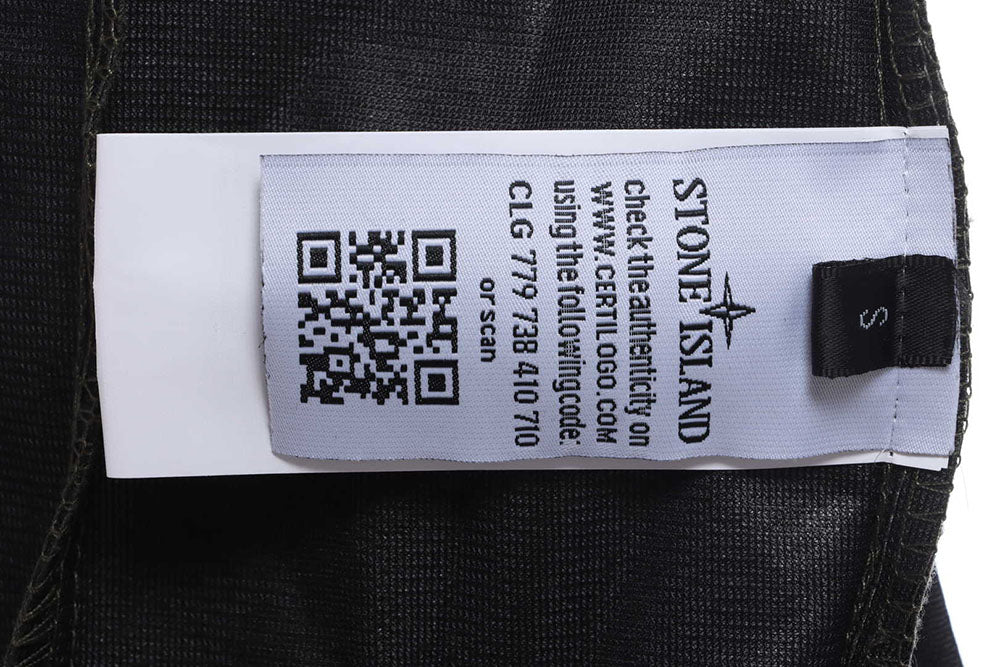 STONE ISLAND
check the authenticity on
WWW.CERTILOGO.COM
using the following code:
CLG 779 738 410 710
or scan
S